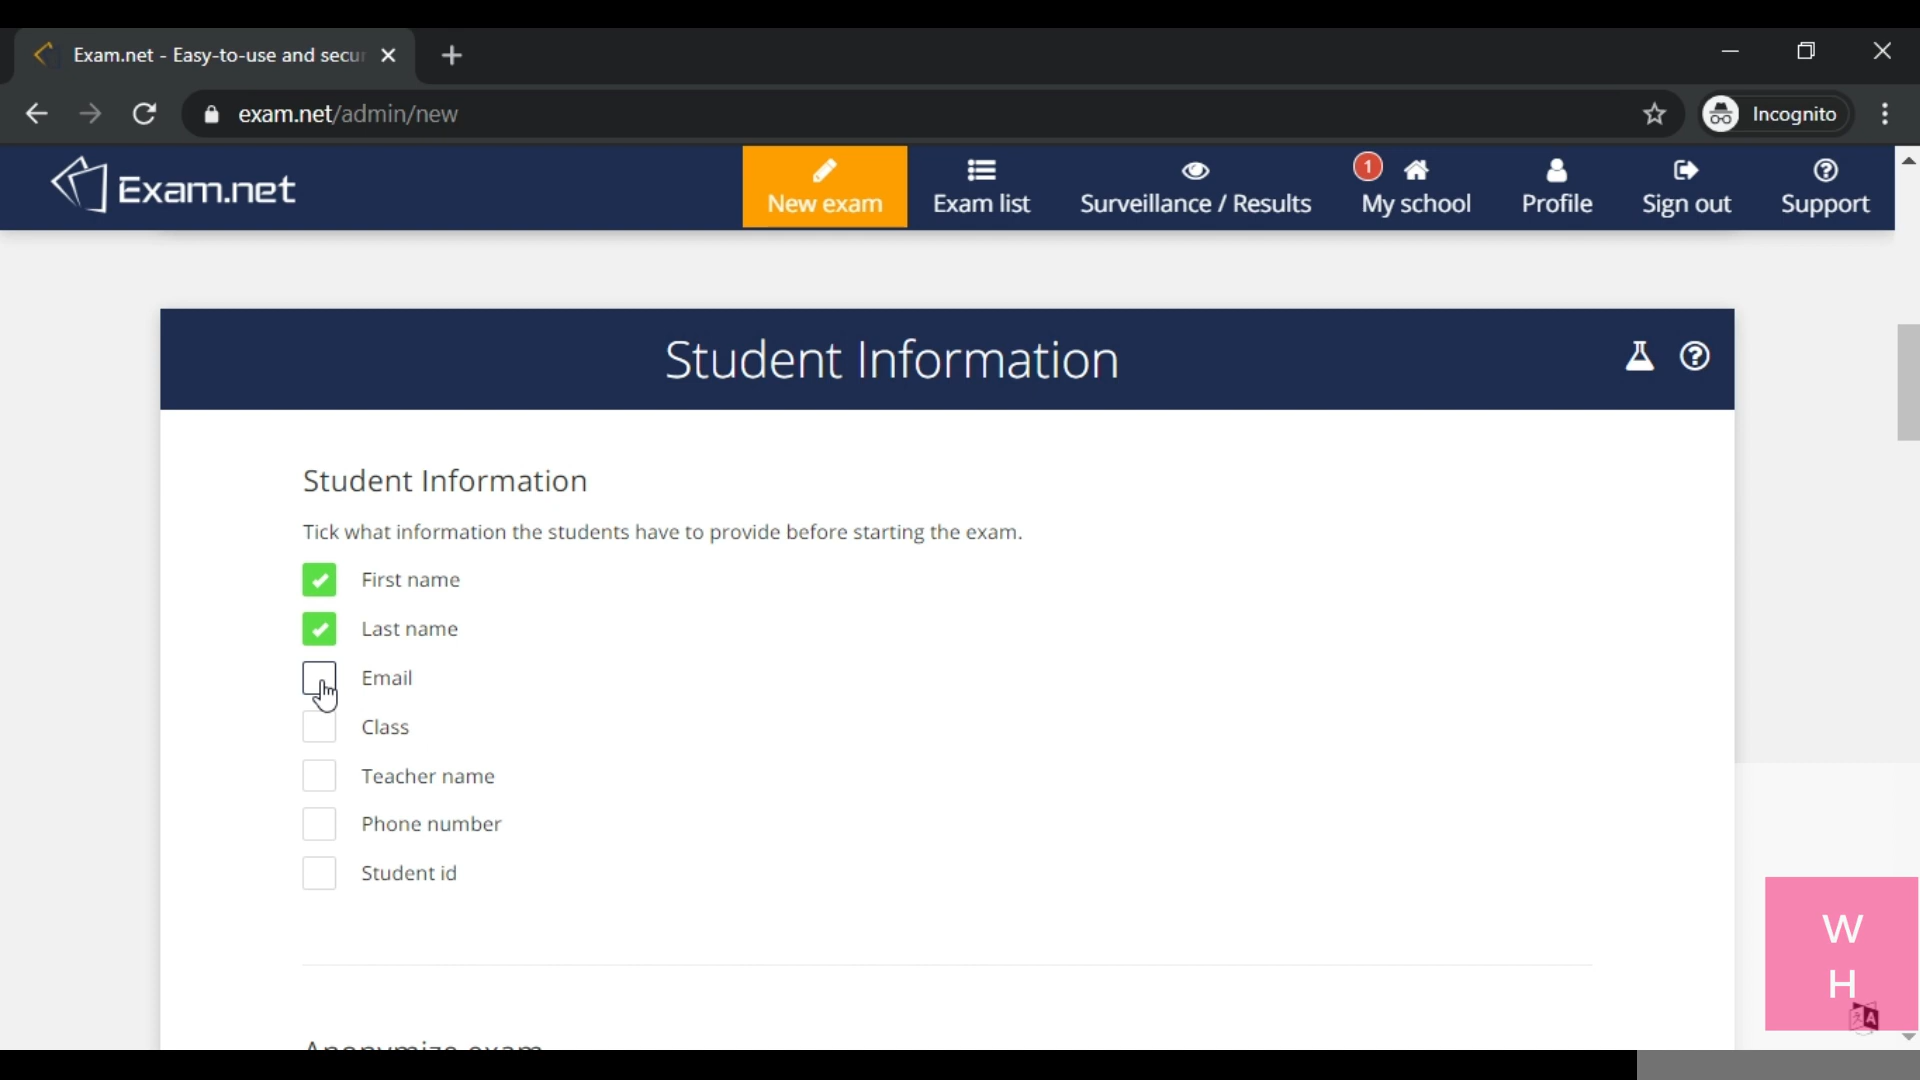 Exam.net - Easy-to-use and secu
exam.net/admin/new
Incognito
Exam.net
New exam
Exam list
Surveillance / Results
1
My school
Profile
Sign out
Support
Student Information
Student Information
Tick what information the students have to provide before starting the exam.
First name
Last name
Email
Class
Teacher name
Phone number
Student id
Anonymize exam
W
H
A